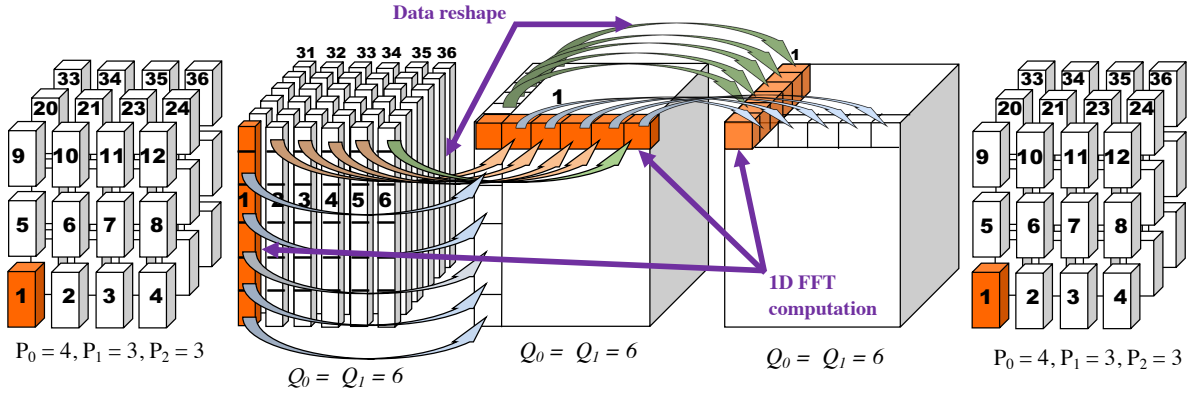 Data reshape
31 32 33 34 35 36
1
33 34 35 36
20 21 23 24
9 10 11 12
5 6 7 8
1 2 3 4
P₀ = 4, P₁ = 3, P₂ = 3
1 2 3 4 5 6
Q₀ = Q₁ = 6
1
Q₀ = Q₁ = 6
1D FFT
computation
Q₀ = Q₁ = 6
33 34 35 36
20 21 23 24
9 10 11 12
5 6 7 8
1 2 3 4
P₀ = 4, P₁ = 3, P₂ = 3